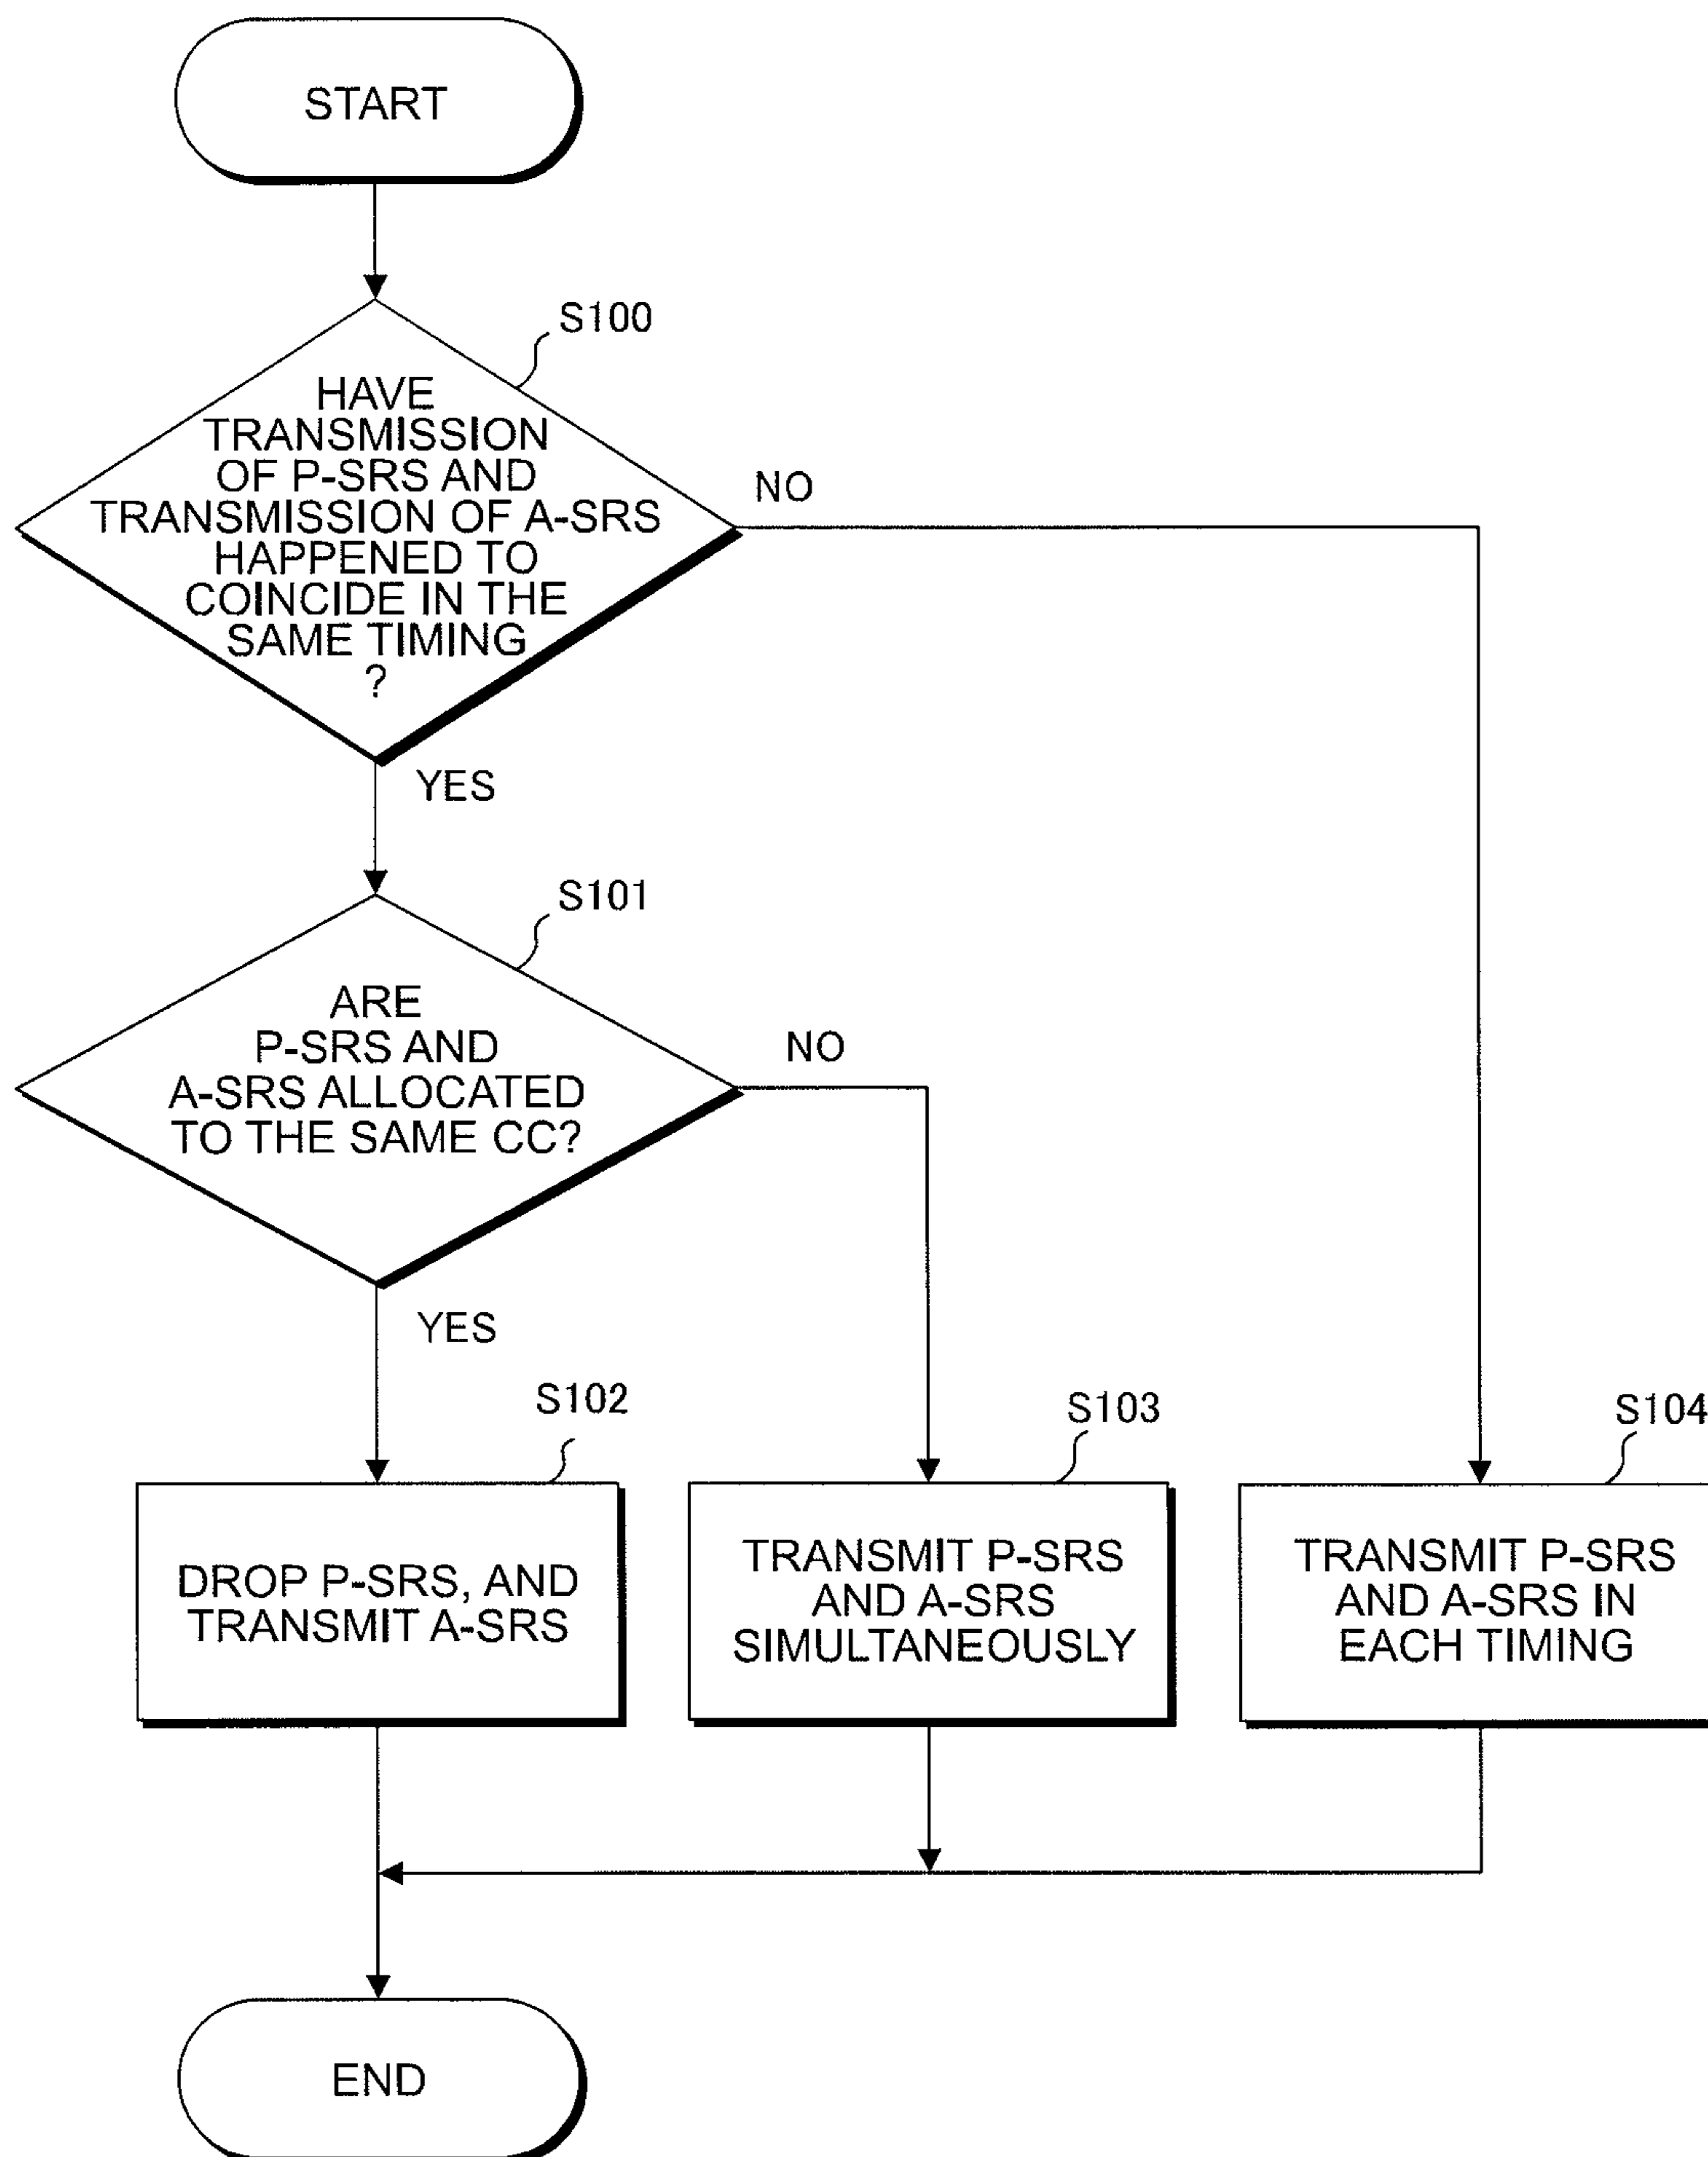 START
S100
HAVE
TRANSMISSION
OF P-SRS AND
TRANSMISSION OF A-SRS
HAPPENED TO
COINCIDE IN THE
SAME TIMING
?
NO
YES
S101
ARE
P-SRS AND
A-SRS ALLOCATED
TO THE SAME CC?
NO
YES
S102
DROP P-SRS, AND
TRANSMIT A-SRS
S103
TRANSMIT P-SRS
AND A-SRS
SIMULTANEOUSLY
S104
TRANSMIT P-SRS
AND A-SRS IN
EACH TIMING
END